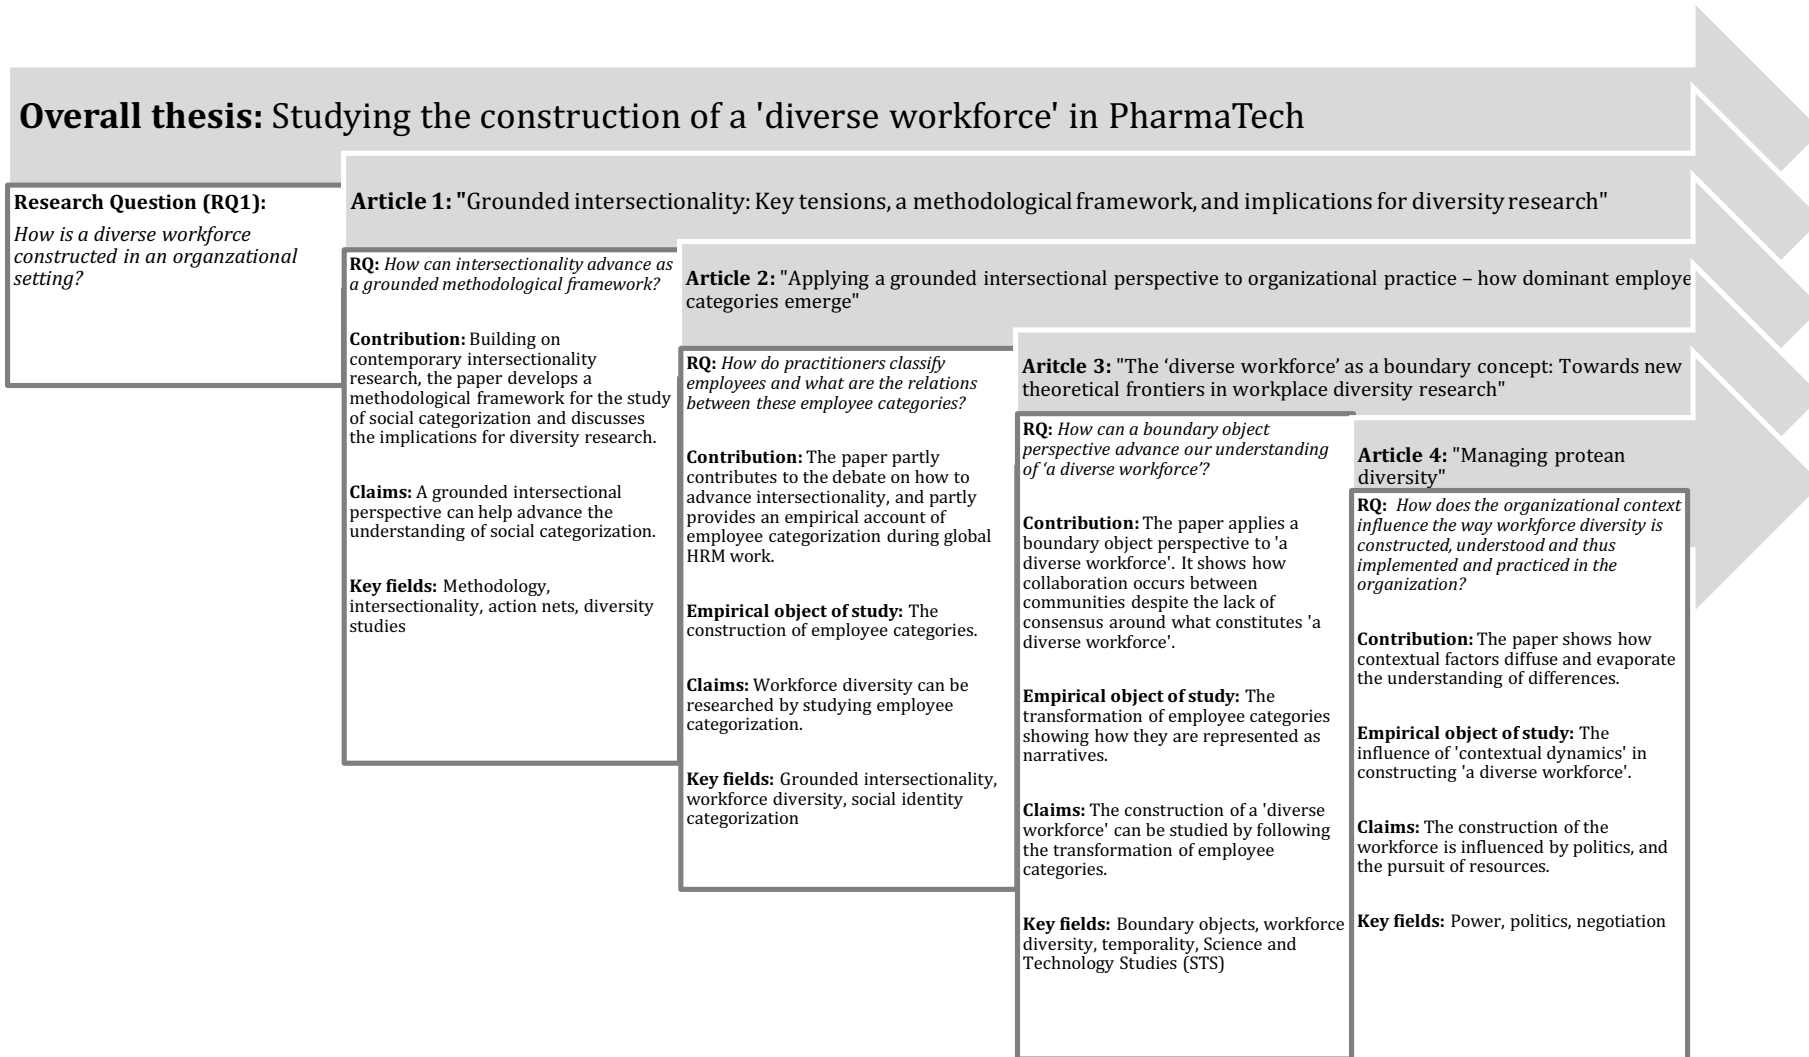 Overall thesis: Studying the construction of a 'diverse workforce' in PharmaTech
Research Question (RQ1):
How is a diverse workforce
constructed in an organzational
setting?
Article 1: "Grounded intersectionality: Key tensions, a methodological framework, and implications for diversity research"
RQ: How can intersectionality advance as
a grounded methodological framework?
Contribution: Building on
contemporary intersectionality
research, the paper develops a
methodological framework for the study
of social categorization and discusses
the implications for diversity research.
Claims: A grounded intersectional
perspective can help advance the
understanding of social categorization.
Key fields: Methodology,
intersectionality, action nets, diversity
studies
Article 2: "Applying a grounded intersectional perspective to organizational practice – how dominant employe
categories emerge"
RQ: How do practitioners classify
employees and what are the relations
between these employee categories?
Contribution: The paper partly
contributes to the debate on how to
advance intersectionality, and partly
provides an empirical account of
employee categorization during global
HRM work.
Empirical object of study: The
construction of employee categories.
Claims: Workforce diversity can be
researched by studying employee
categorization.
Key fields: Grounded intersectionality,
workforce diversity, social identity
categorization
Aritcle 3: "The ‘diverse workforce’ as a boundary concept: Towards new
theoretical frontiers in workplace diversity research"
RQ: How can a boundary object
perspective advance our understanding
of ‘a diverse workforce’?
Contribution: The paper applies a
boundary object perspective to 'a
diverse workforce'. It shows how
collaboration occurs between
communities despite the lack of
consensus around what constitutes 'a
diverse workforce'.
Empirical object of study: The
transformation of employee categories
showing how they are represented as
narratives.
Claims: The construction of a 'diverse
workforce' can be studied by following
the transformation of employee
categories.
Key fields: Boundary objects, workforce
diversity, temporality, Science and
Technology Studies (STS)
Article 4: "Managing protean
diversity"
RQ: How does the organizational context
influence the way workforce diversity is
constructed, understood and thus
implemented and practiced in the
organization?
Contribution: The paper shows how
contextual factors diffuse and evaporate
the understanding of differences.
Empirical object of study: The
influence of 'contextual dynamics' in
constructing 'a diverse workforce'.
Claims: The construction of the
workforce is influenced by politics, and
the pursuit of resources.
Key fields: Power, politics, negotiation